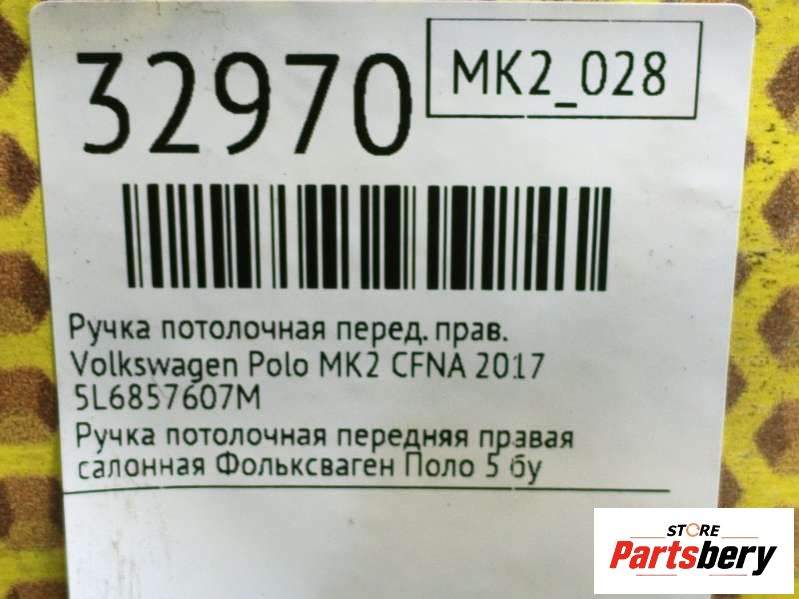 32970
MK2_028
Ручка потолочная перед. прав.
Volkswagen Polo MK2 CFNA 2017
5L6857607M
Ручка потолочная передняя правая
салонная Фольксваген Поло 5 бу
STORE
Partsbery